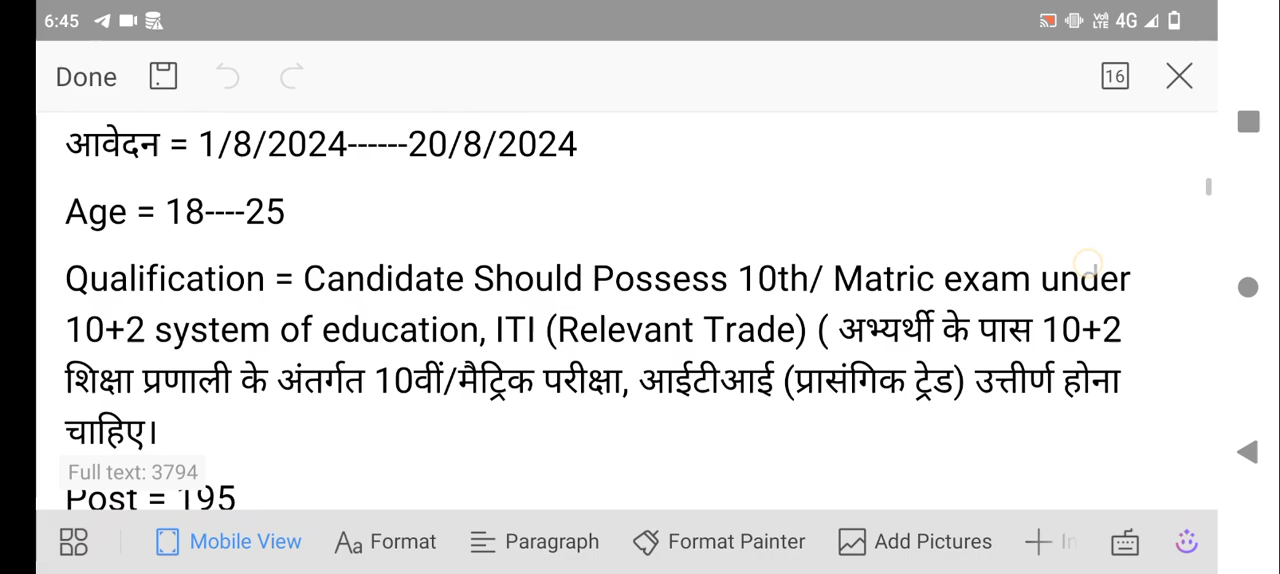 6:45 4G
Done 16
आवेदन = 1/8/2024------20/8/2024
Age = 18----25
Qualification = Candidate Should Possess 10th/ Matric exam under
10+2 system of education, ITI (Relevant Trade) ( अभ्यर्थी के पास 10+2
शिक्षा प्रणाली के अंतर्गत 10वीं/मैट्रिक परीक्षा, आईटीआई (प्रासंगिक ट्रेड) उत्तीर्ण होना
चाहिए।
Full text: 3794
Post = 195
Mobile View Aa Format Paragraph Format Painter Add Pictures In